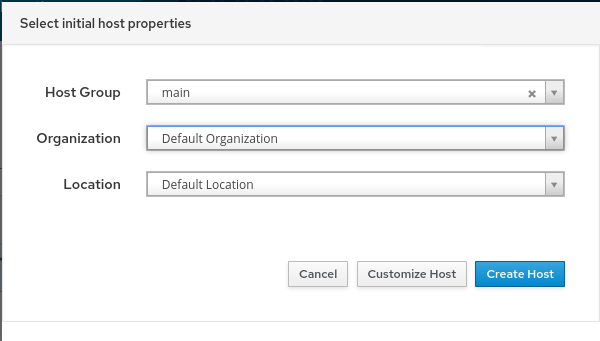 Select initial host properties
Host Group main
Organization Default Organization
Location Default Location
Cancel Customize Host Create Host